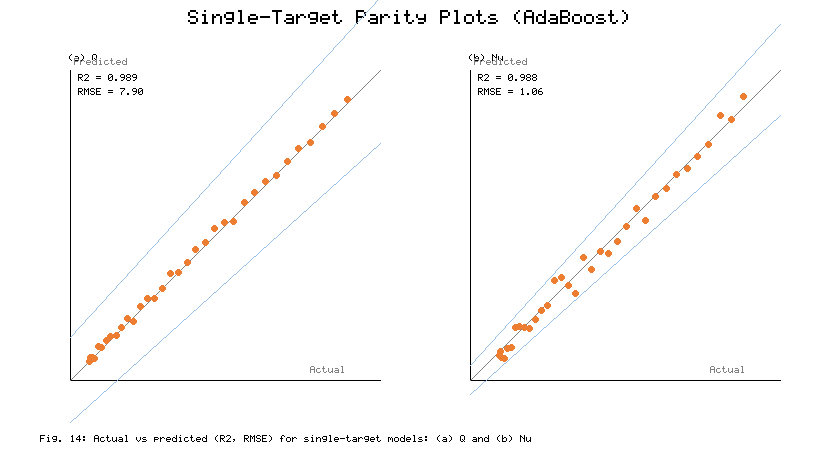 Single-Target Parity Plots (AdaBoost)
(a) Q
Predicted
R2 = 0.989
RMSE = 7.90
Actual
(b) Nu
Predicted
R2 = 0.988
RMSE = 1.06
Actual
Fig. 14: Actual vs predicted (R2, RMSE) for single-target models: (a) Q and (b) Nu